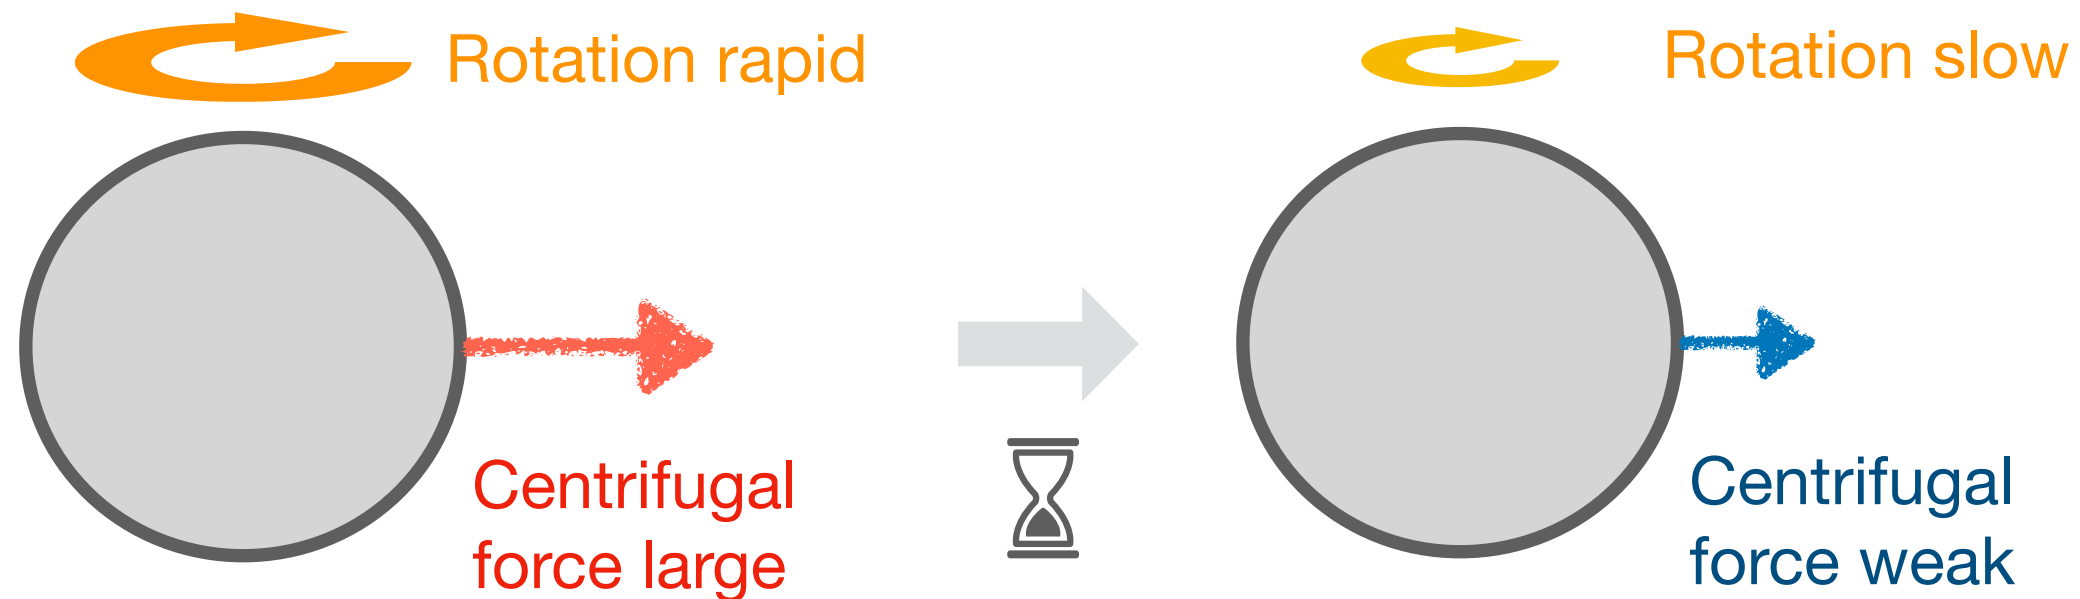 Rotation rapid
Rotation slow
Centrifugal
force large
Centrifugal
force weak